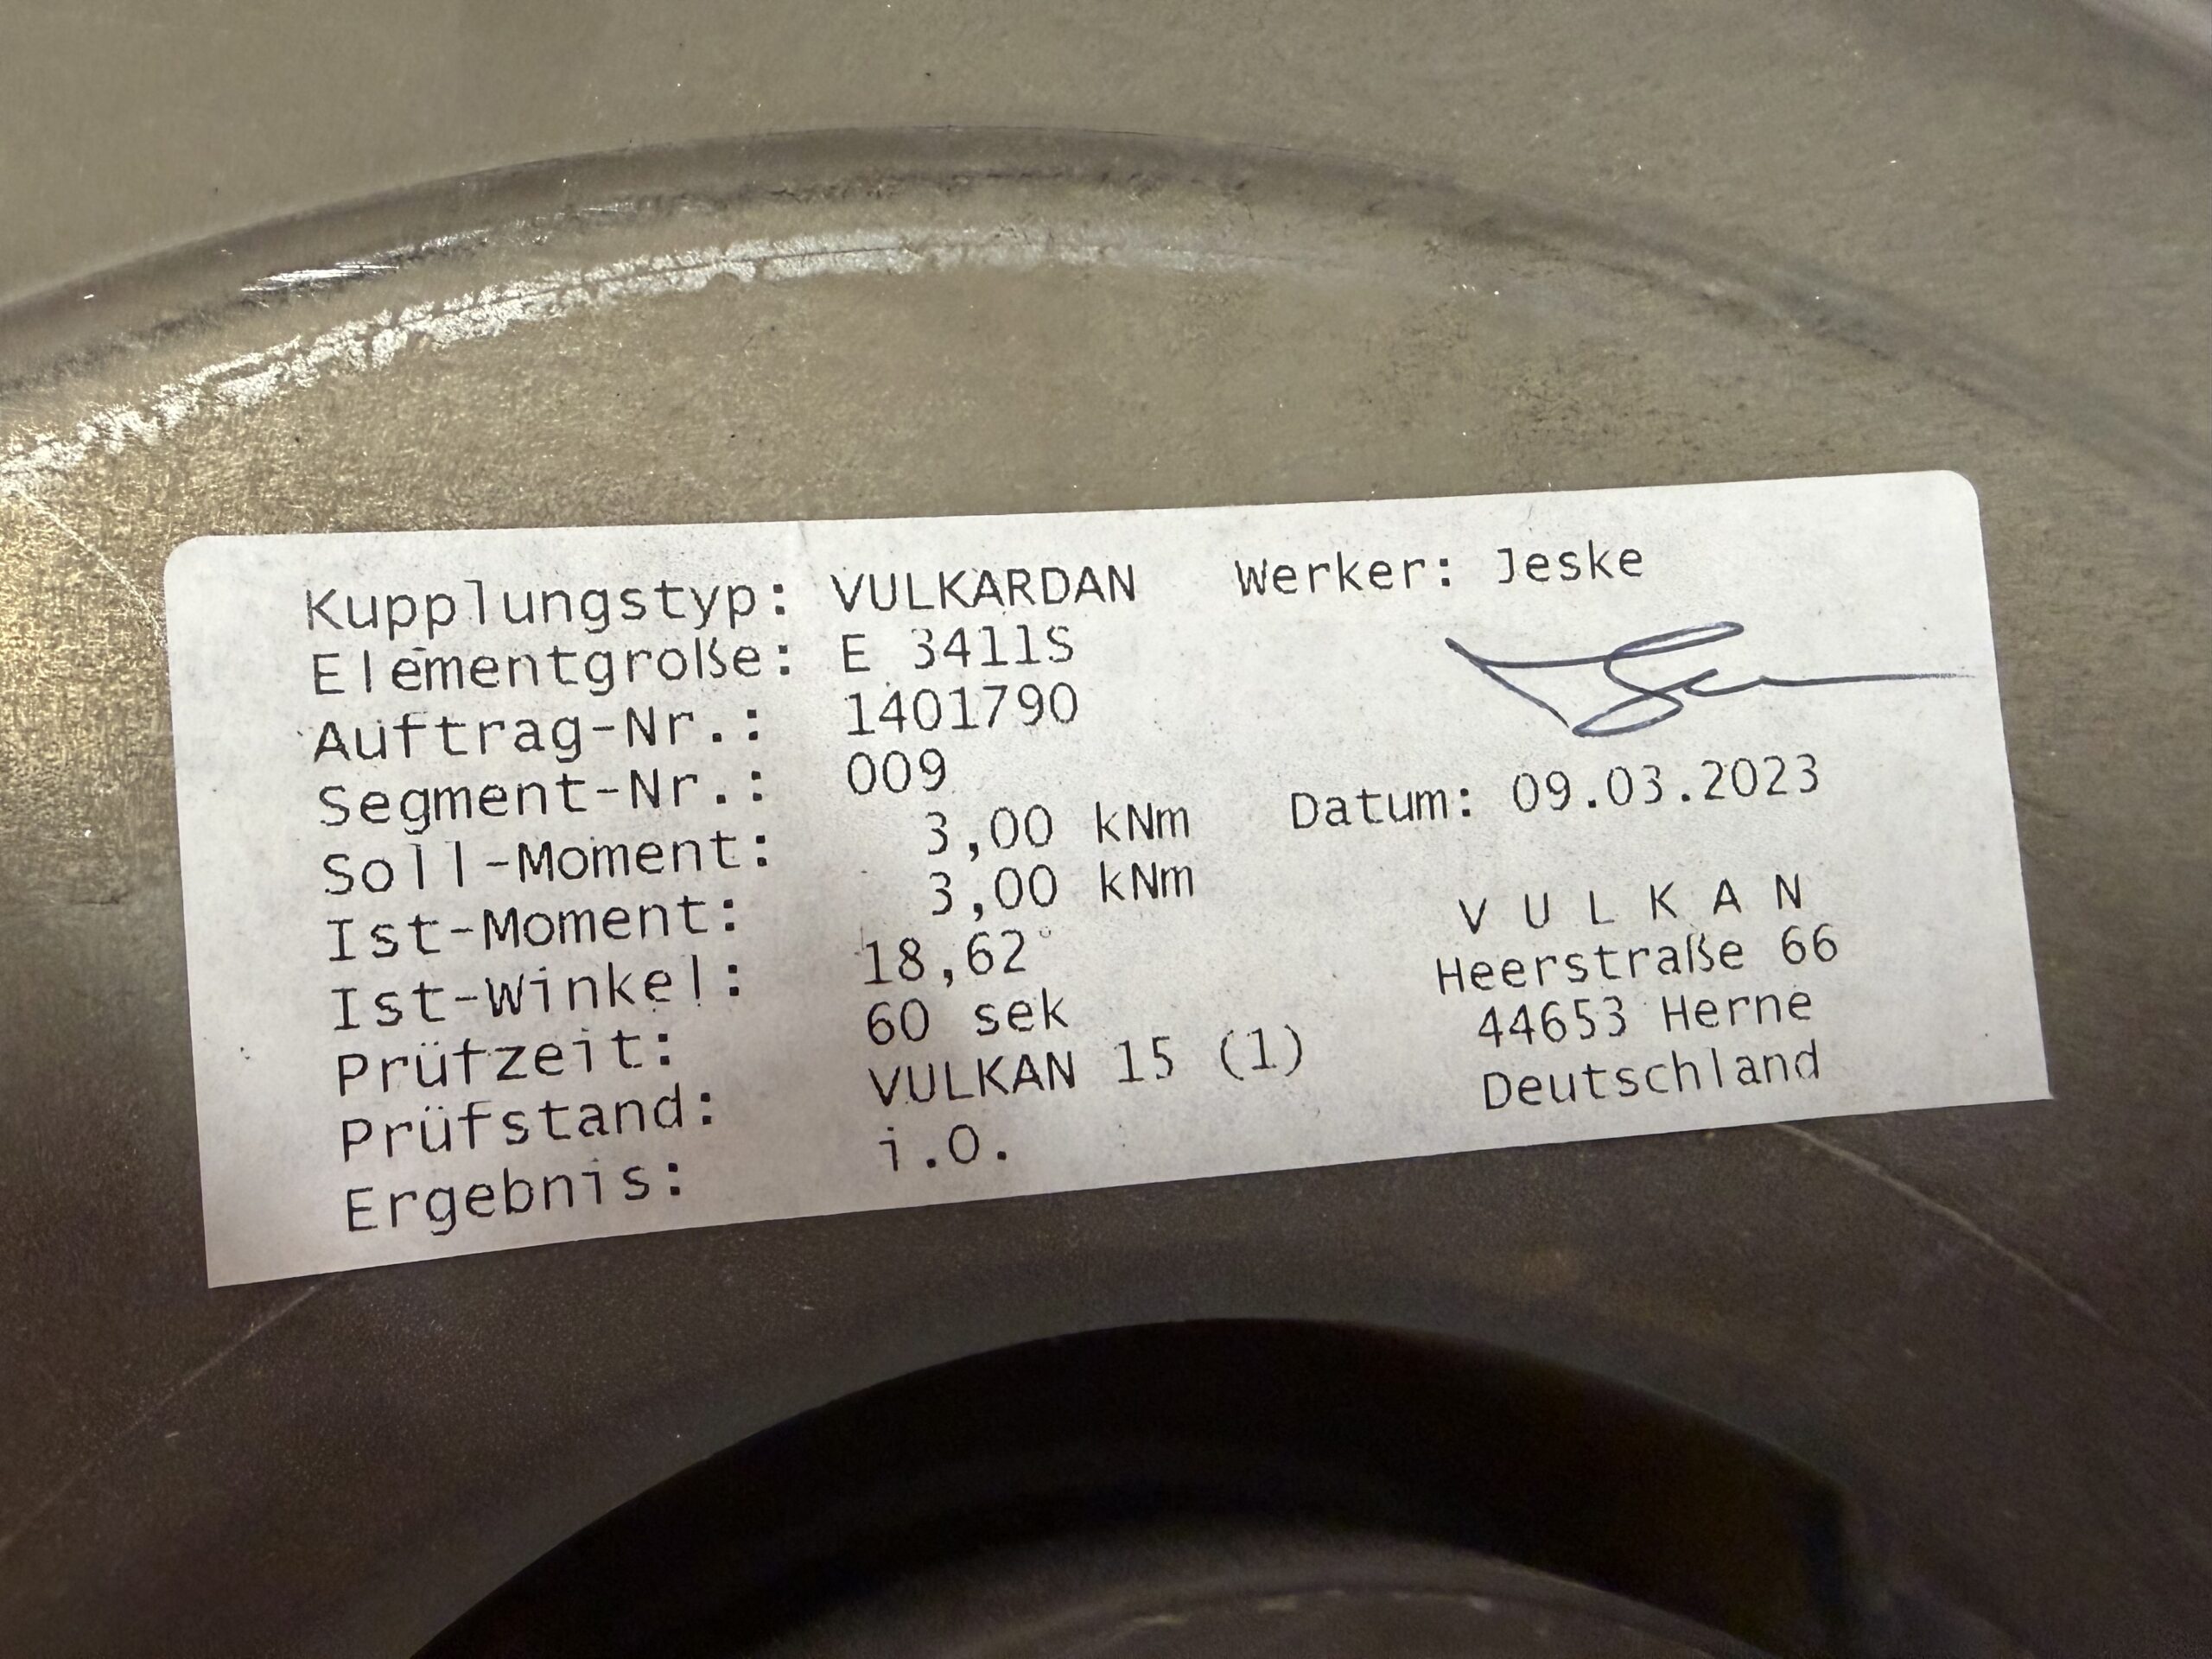 Kupplungstyp: VULKARDAN Werker: Jeske
Elementgroße: E 3411S
Auftrag-Nr.: 1401790
Segment-Nr.: 009
Soll-Moment: 3,00 kNm Datum: 09.03.2023
Ist-Moment: 3,00 kNm
Ist-Winkel: 18,62°
Prüfzeit: 60 sek
Prüfstand: VULKAN 15 (1)
Ergebnis: i.O.
V U L K A N
Heerstraße 66
44653 Herne
Deutschland